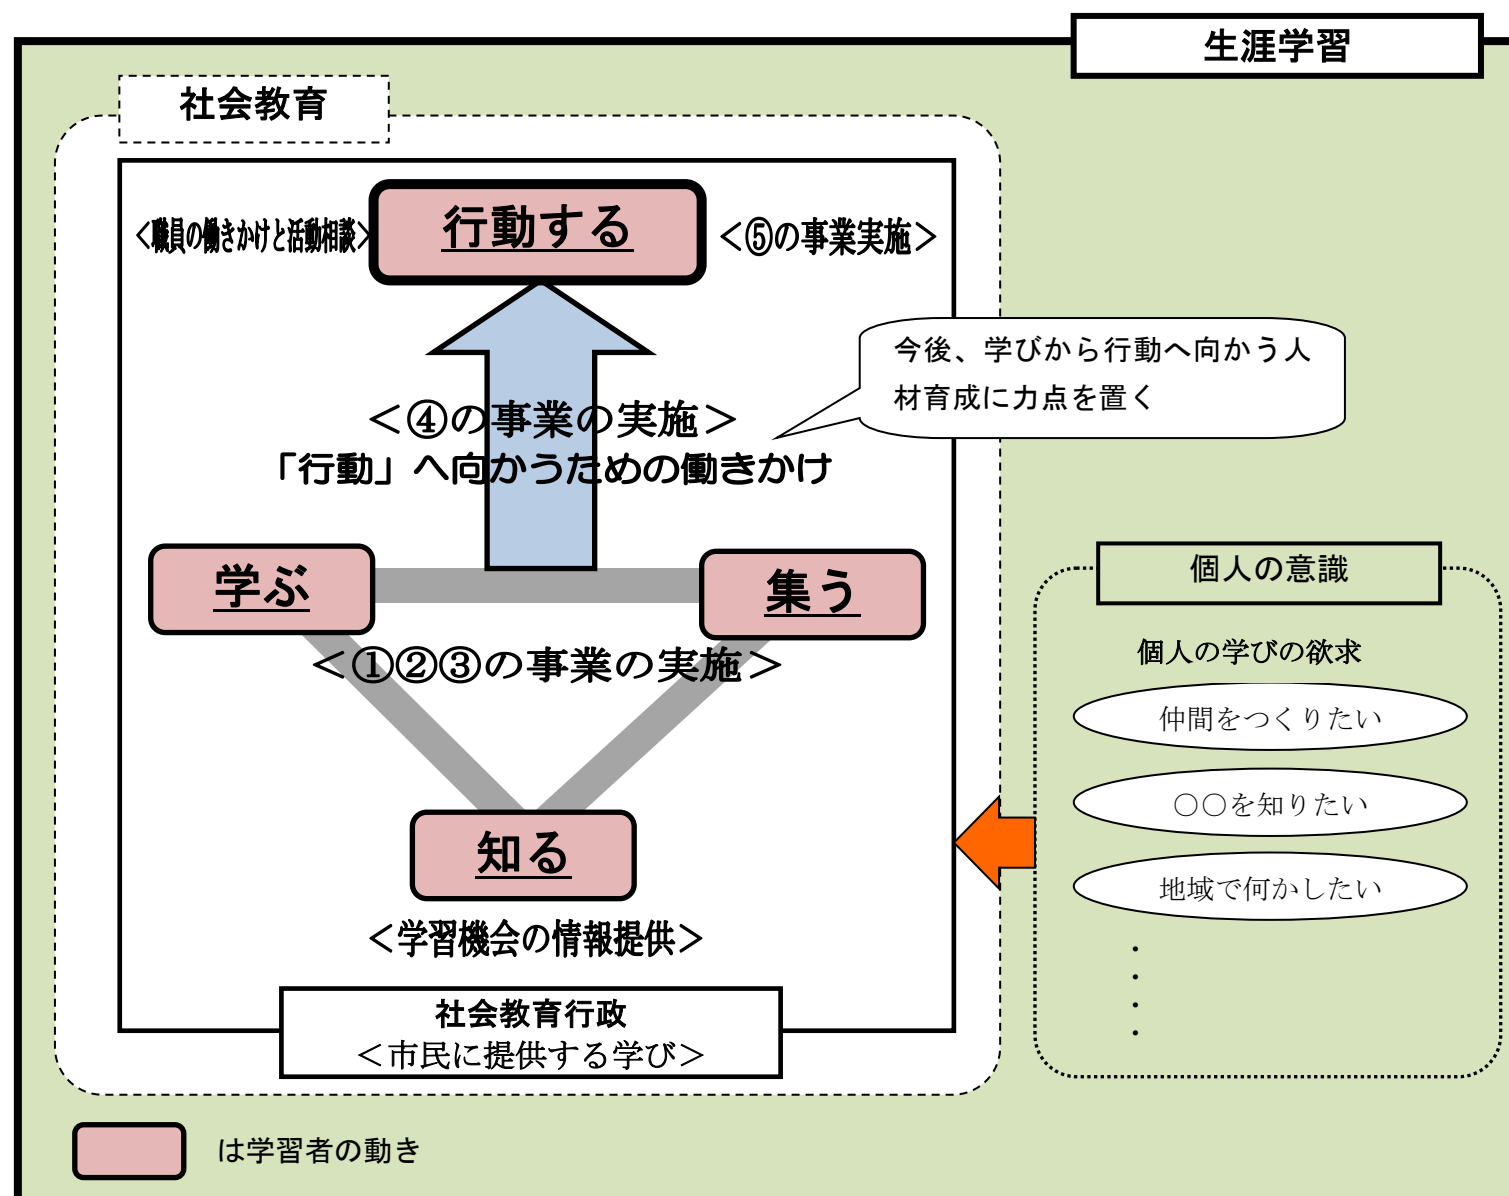 生涯学習
社会教育
行動する
＜職員の働きかけと活動相談＞
＜⑤の事業実施＞
今後、学びから行動へ向かう人
材育成に力点を置く
＜④の事業の実施＞
「行動」へ向かうための働きかけ
学ぶ
集う
＜①②③の事業の実施＞
知る
＜学習機会の情報提供＞
社会教育行政
＜市民に提供する学び＞
個人の意識
個人の学びの欲求
仲間をつくりたい
○○を知りたい
地域で何かしたい
・
・
・
・
は学習者の動き